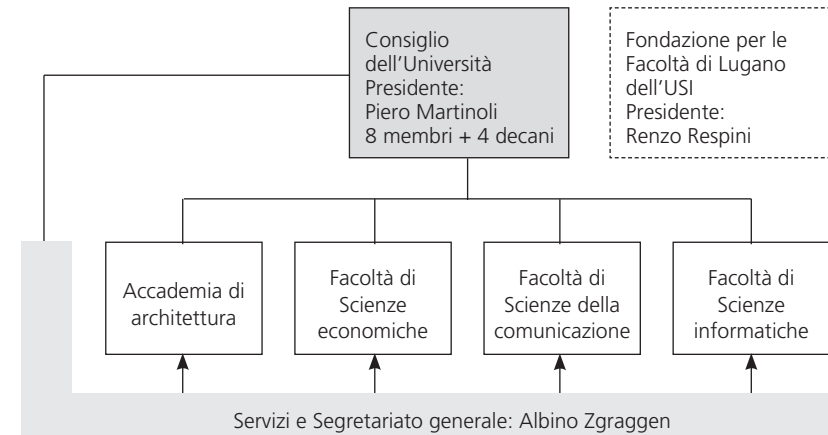 Consiglio
dell'Università
Presidente:
Piero Martinoli
8 membri + 4 decani
Fondazione per le
Facoltà di Lugano
dell'USI
Presidente:
Renzo Respini
Accademia di
architettura
Facoltà di
Scienze
economiche
Facoltà di
Scienze della
comunicazione
Facoltà di
Scienze
informatiche
Servizi e Segretariato generale: Albino Zgraggen